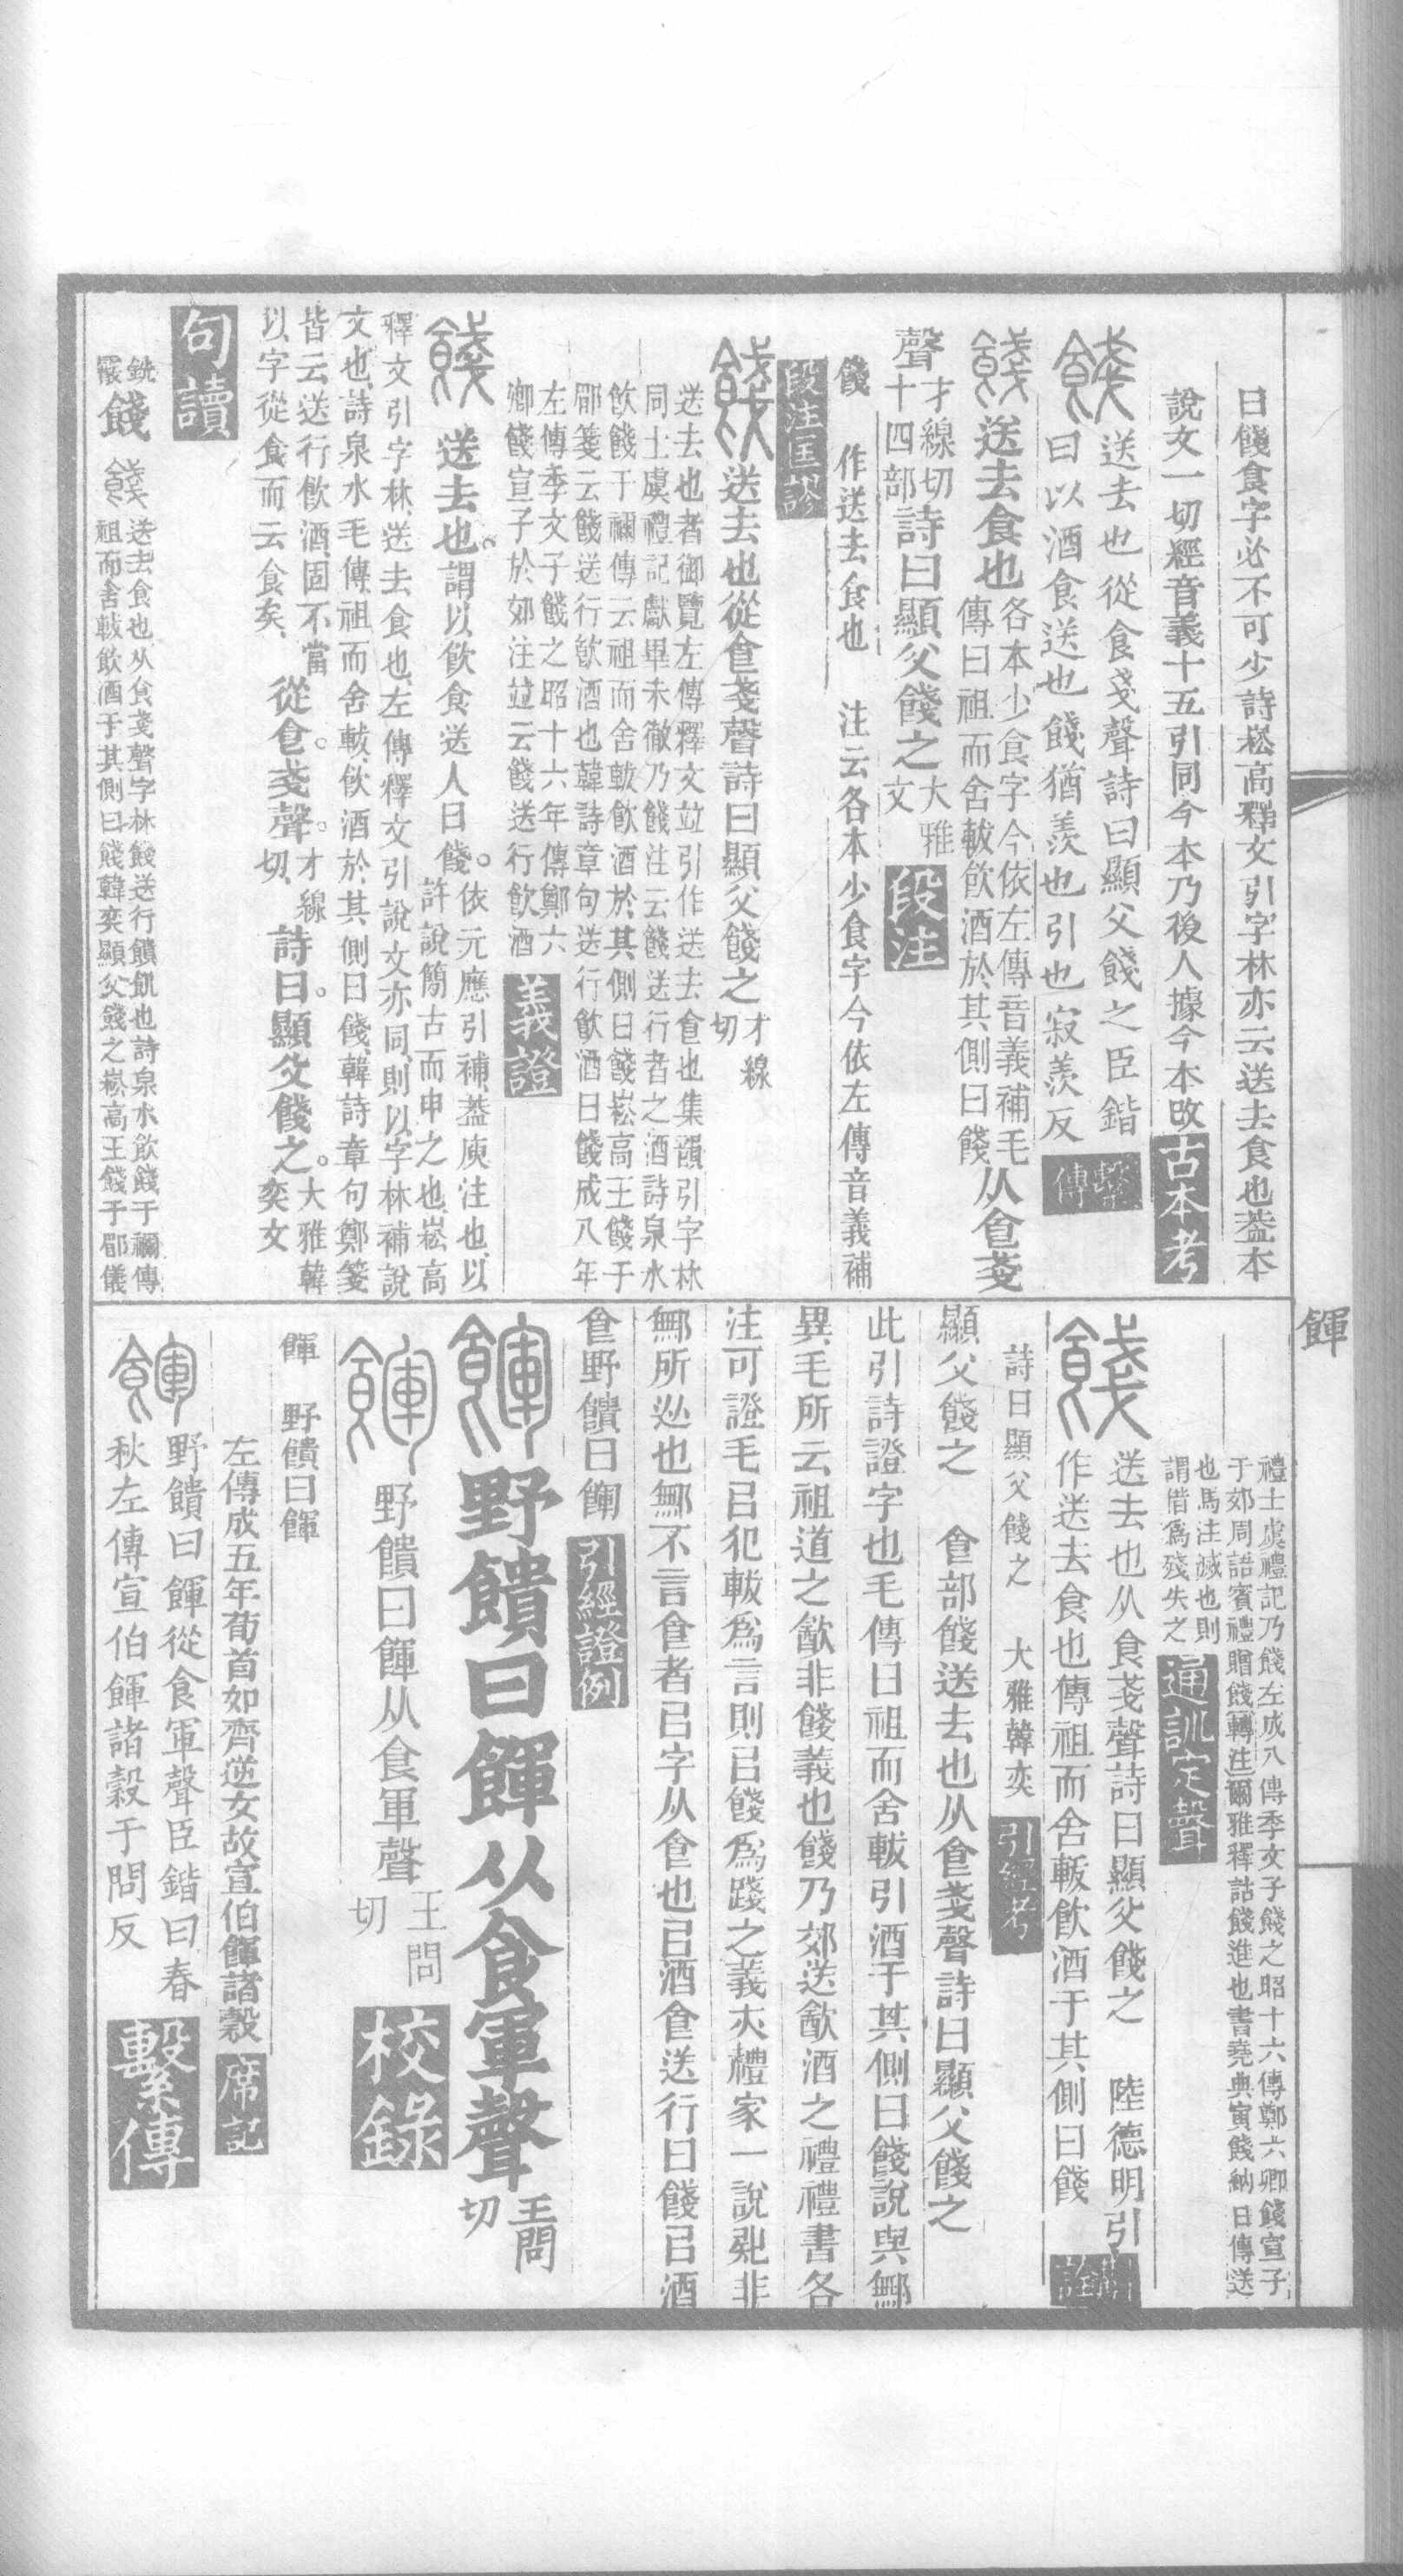 曰餞食字必不可少詩崧高釋文引字林亦云送去食也葢本
說文一切經音義十五引同今本乃後人據今本改 古本考
餞 送去也從食戔聲詩曰顯父餞之臣鍇
曰以酒食送也餞猶羨也引也寂羨反 繫傳
餞 送去食也 各本少食字今依左傳音義補毛
傳曰祖而舍軷飲酒於其側曰餞 从食戔
聲 才線切
十四部 詩曰顯父餞之 大雅
文 段注
餞 作送去食也 注云各本少食字今依左傳音義補
段注匡謬
餞 送去也從食戔聲詩曰顯父餞之 才線
切
送去也者御覽左傳釋文竝引作送去食也集韻引字林
同士虞禮記獻畢未徹乃餞注云餞送行者之酒詩泉水
飲餞于禰傳云祖而舍軷飲酒於其側曰餞崧高王餞于
郿箋云餞送行飲酒也韓詩章句送行飲酒曰餞成八年
左傳季文子餞之昭十六年傳鄭六
卿餞宣子於郊注竝云餞送行飲酒 義證
餞 送去也。謂以飲食送人曰餞。 依元應引補葢庾注也以
許說簡古而申之也崧高
釋文引字林送去食也左傳釋文引說文亦同則以字林補說
文也詩泉水毛傳祖而舍軷飲酒於其側曰餞韓詩章句鄭箋
皆云送行飲酒固不當
以字從食而云食矣 從食戔聲。 才線
切 詩曰。顯父餞之。 大雅韓
奕文
句讀
餞 送去食也从食戔聲字林餞送行饋飢也詩泉水飲餞于禰傳
祖而舍軷飲酒于其側曰餞韓奕顯父餞之崧高王餞于郿儀
餫
禮士虞禮記乃餞左成八傳季文子餞之昭十六傳鄭六卿餞宣子
于郊周語賓禮贈餞轉注爾雅釋詁餞進也書堯典寅餞納日傳送
也馬注滅也則
謂借爲殘失之 通訓定聲
餞 送去也从食戔聲詩曰顯父餞之 陸德明引
作送去食也傳祖而舍軷飲酒于其側曰餞
詩曰顯父餞之 大雅韓奕 引經考
顯父餞之 食部餞送去也从食戔聲詩曰顯父餞之
此引詩證字也毛傳曰祖而舍軷引酒于其側曰餞說與鄦
異毛所云祖道之歠非餞義也餞乃郊送歠酒之禮禮書各
注可證毛㠯犯軷爲言則㠯餞爲踐之義夾禮家一說非
鄦所迯也鄦不言食者㠯字从食也㠯酒食送行曰餞㠯酒
食野饋曰餫 引經證例
餫 野饋曰餫从食軍聲 王問
切
餫 野饋曰餫从食軍聲 王問
切 校錄
餫 野饋曰餫
左傳成五年荀首如齊逆女故宣伯餫諸穀 席記
餫 野饋曰餫從食軍聲臣鍇曰春
秋左傳宣伯餫諸穀于問反 繫傳